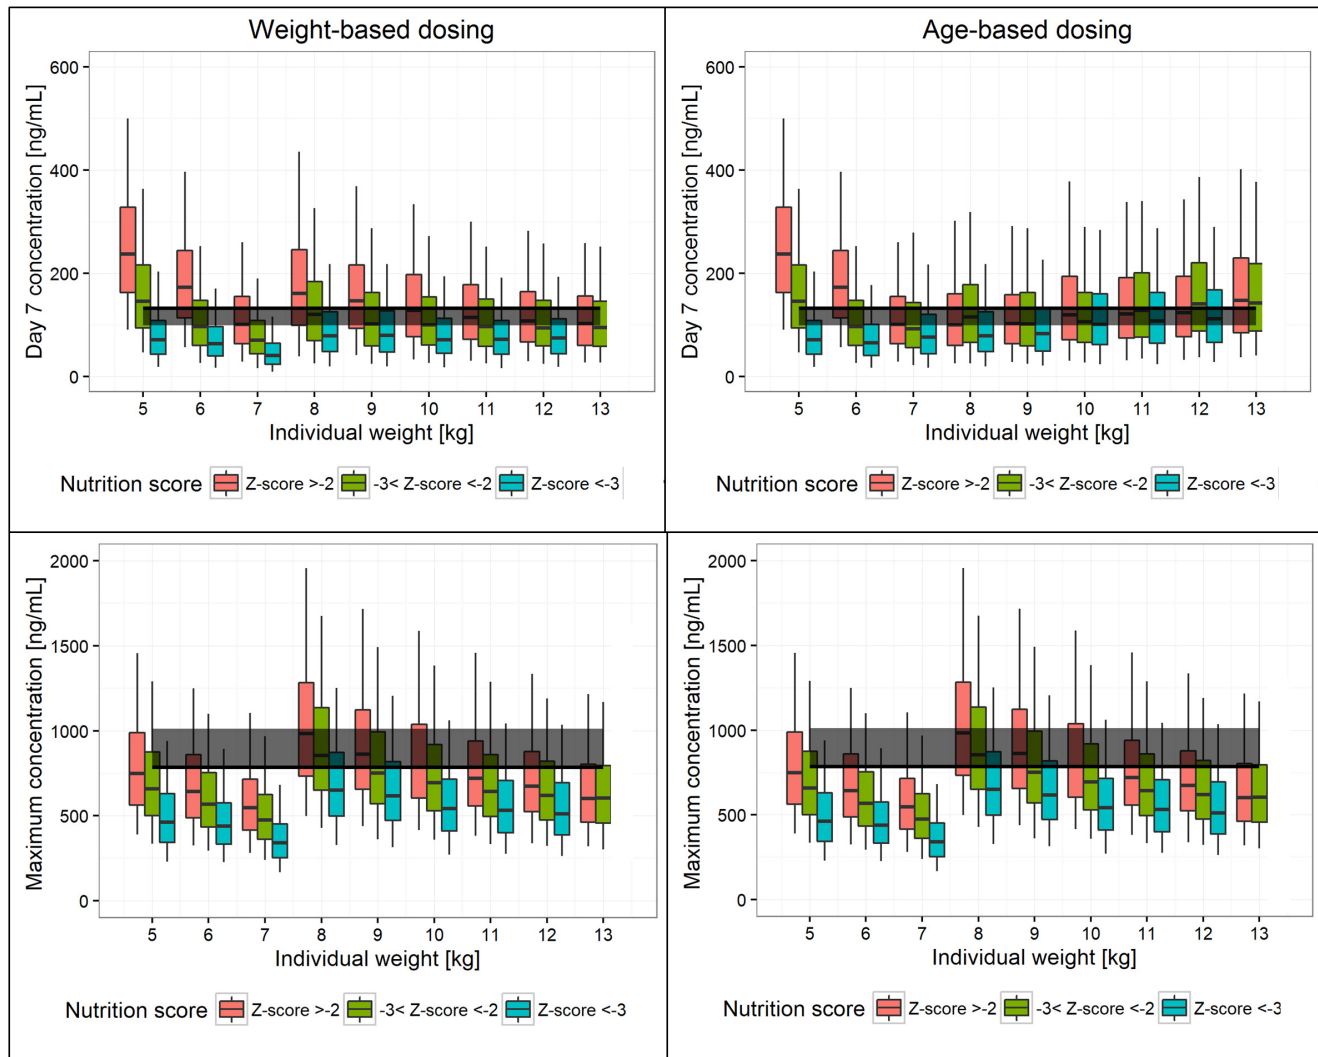 Weight-based dosing
Day 7 concentration [ng/mL]
600
400
200
0
5 6 7 8 9 10 11 12 13
Individual weight [kg]
Nutrition score Z-score >-2 -3< Z-score <-2 Z-score <-3
Age-based dosing
Day 7 concentration [ng/mL]
600
400
200
0
5 6 7 8 9 10 11 12 13
Individual weight [kg]
Nutrition score Z-score >-2 -3< Z-score <-2 Z-score <-3
Maximum concentration [ng/mL]
2000
1500
1000
500
0
5 6 7 8 9 10 11 12 13
Individual weight [kg]
Nutrition score Z-score >-2 -3< Z-score <-2 Z-score <-3
Maximum concentration [ng/mL]
2000
1500
1000
500
0
5 6 7 8 9 10 11 12 13
Individual weight [kg]
Nutrition score Z-score >-2 -3< Z-score <-2 Z-score <-3